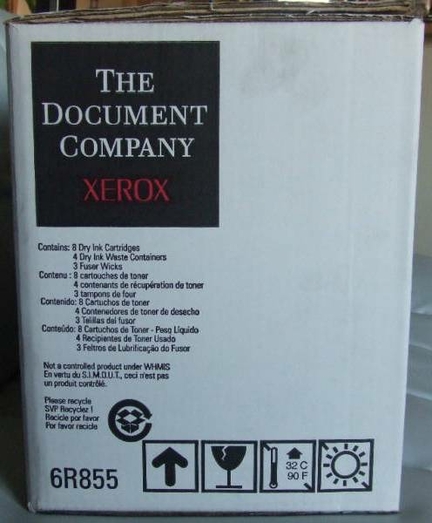 THE
DOCUMENT
COMPANY
XEROX
Contains: 8 Dry Ink Cartridges
4 Dry Ink Waste Containers
3 Fuser Wicks
Contenu : 8 cartouches de toner
4 contenants de récupération de toner
3 tampons de four
Contenido: 8 Cartuchos de toner
4 Contenedores de toner de desecho
3 Telillas del fusor
Conteúdo: 8 Cartuchos de Toner - Pesq Líquido
4 Recipientes de Toner Usado
3 Feltros de Lubrificação do Fusor
Not a controlled product under WHMIS
En vertu du S.I.M.D.U.T., ceci n'est pas
un produit contrôlé.
Please recycle
SVP Recyclez !
Recicle por favor
Por favor recicle
32 C
90 F
6R855